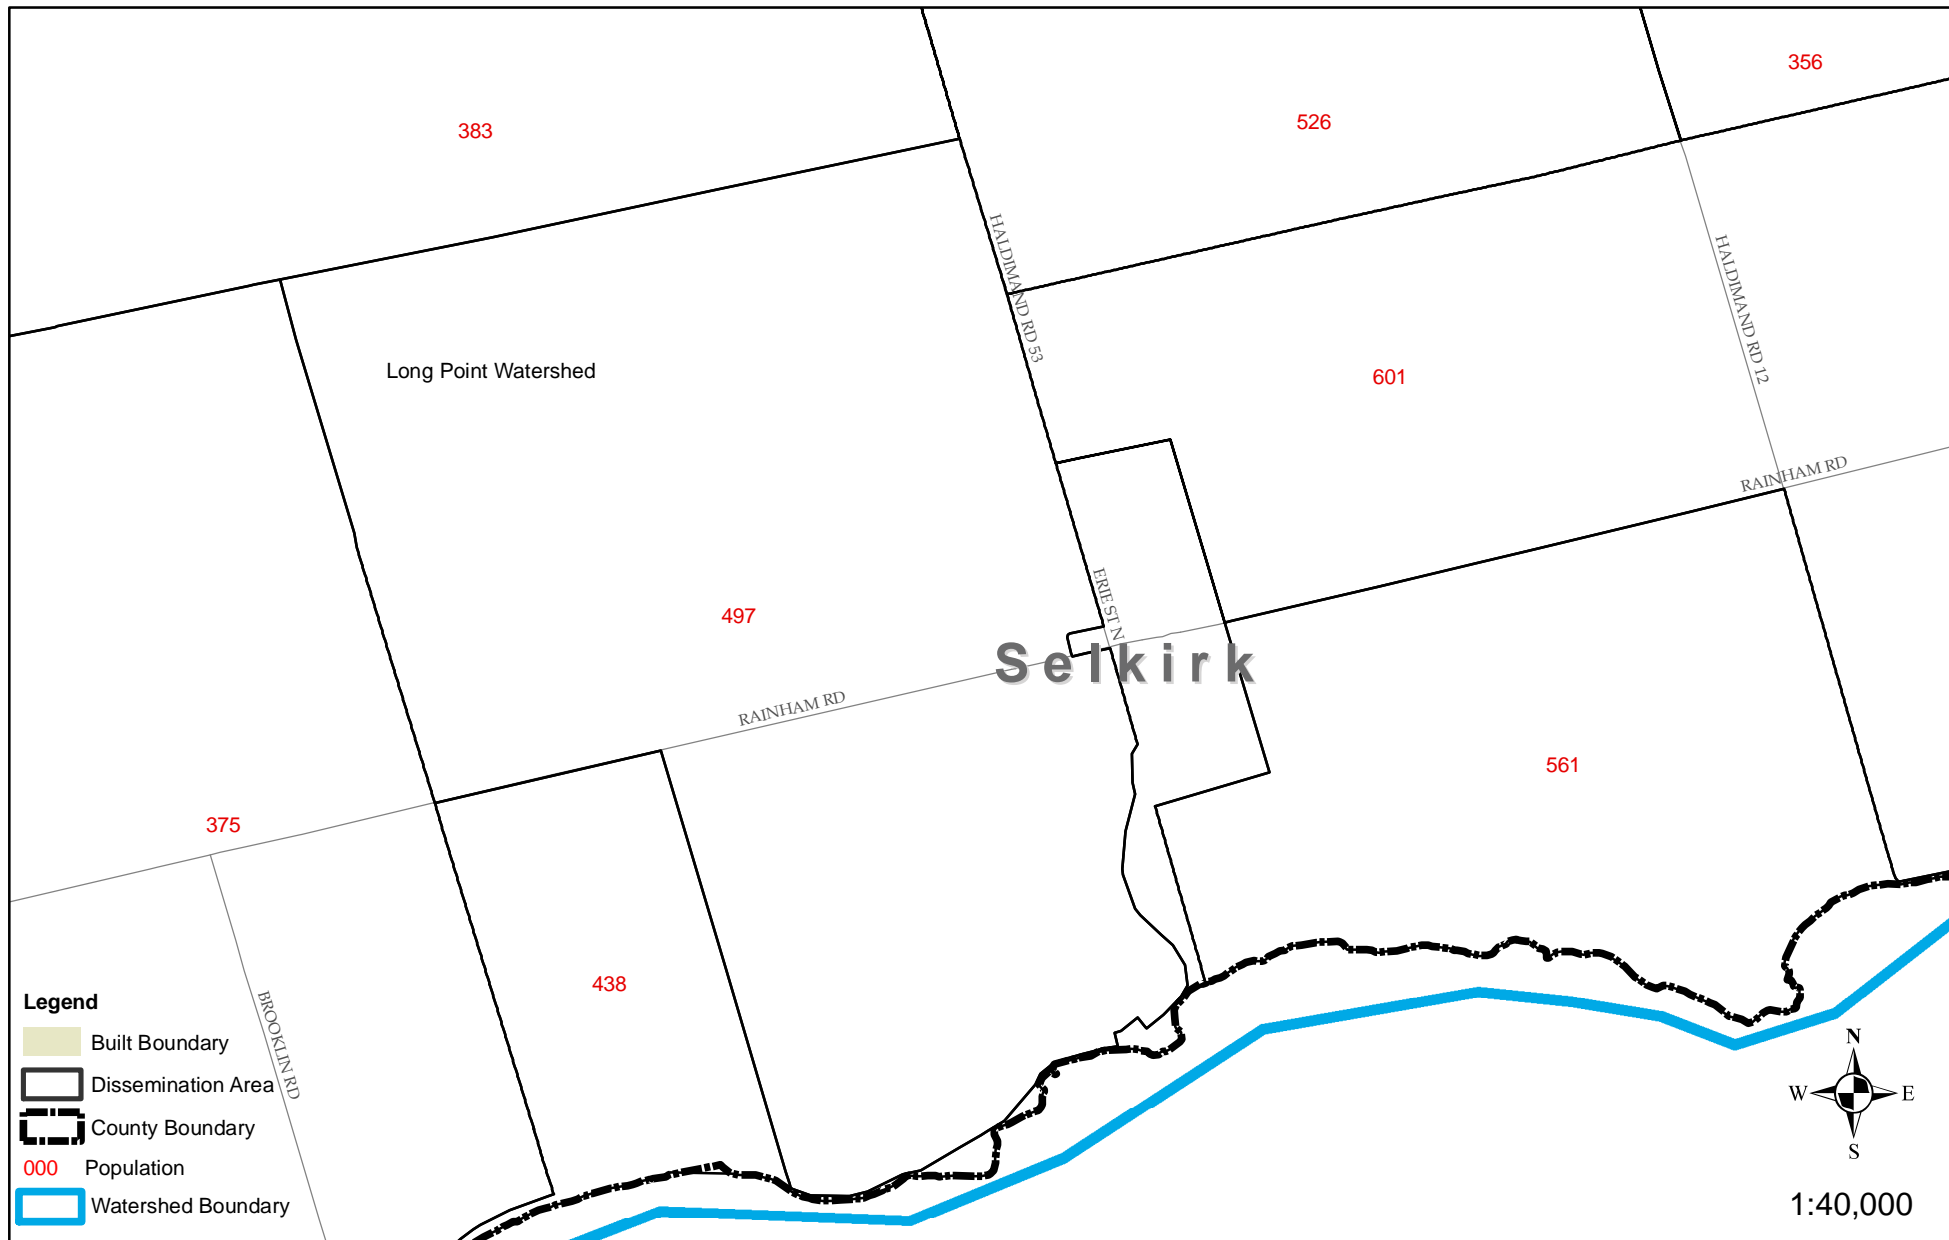 356
526
383
HALDIMAND RD 53
HALDIMAND RD 12
Long Point Watershed
601
RAINHAM RD
ERIE ST N
497
Selkirk
RAINHAM RD
561
375
438
BROOKLIN RD
Legend
Built Boundary
Dissemination Area
County Boundary
000 Population
Watershed Boundary
N
W E
S
1:40,000